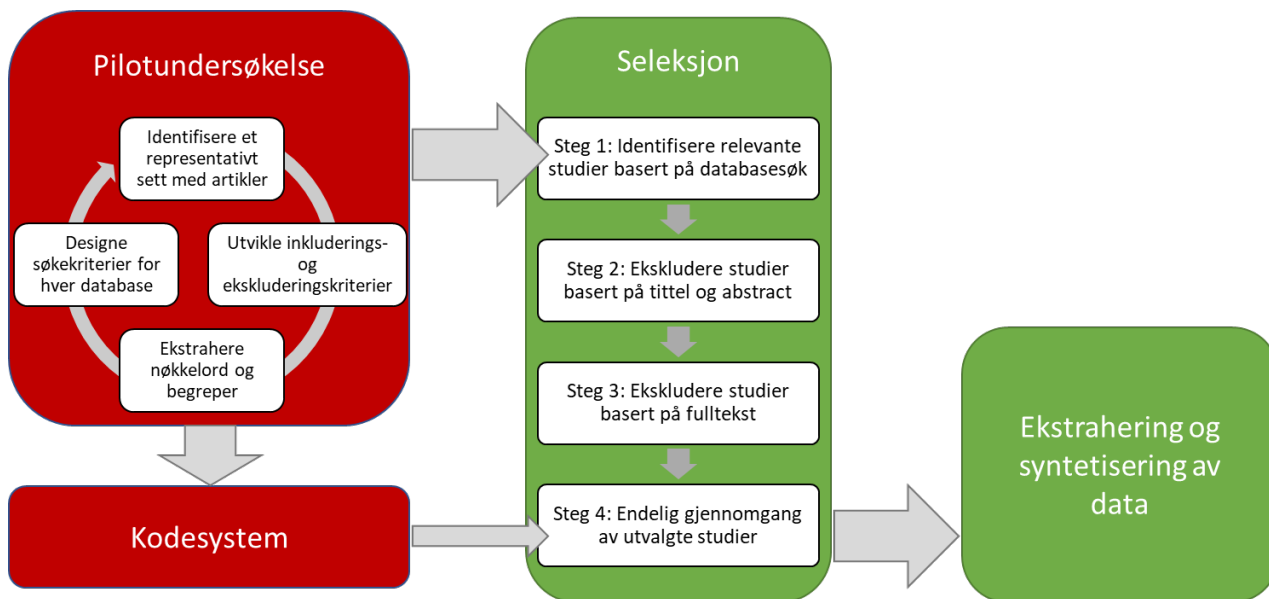 Pilotundersøkelse
Identifisere et
representativt
sett med artikler
Designe
søkekriterier for
hver database
Utvikle inkluderings-
og
ekskluderingskriterier
Ekstrahere
nøkkelord og
begreper
Kodesystem
Seleksjon
Steg 1: Identifisere relevante
studier basert på databasesøk
Steg 2: Ekskludere studier
basert på tittel og abstract
Steg 3: Ekskludere studier
basert på fulltekst
Steg 4: Endelig gjennomgang
av utvalgte studier
Ekstrahering og
syntetisering av
data